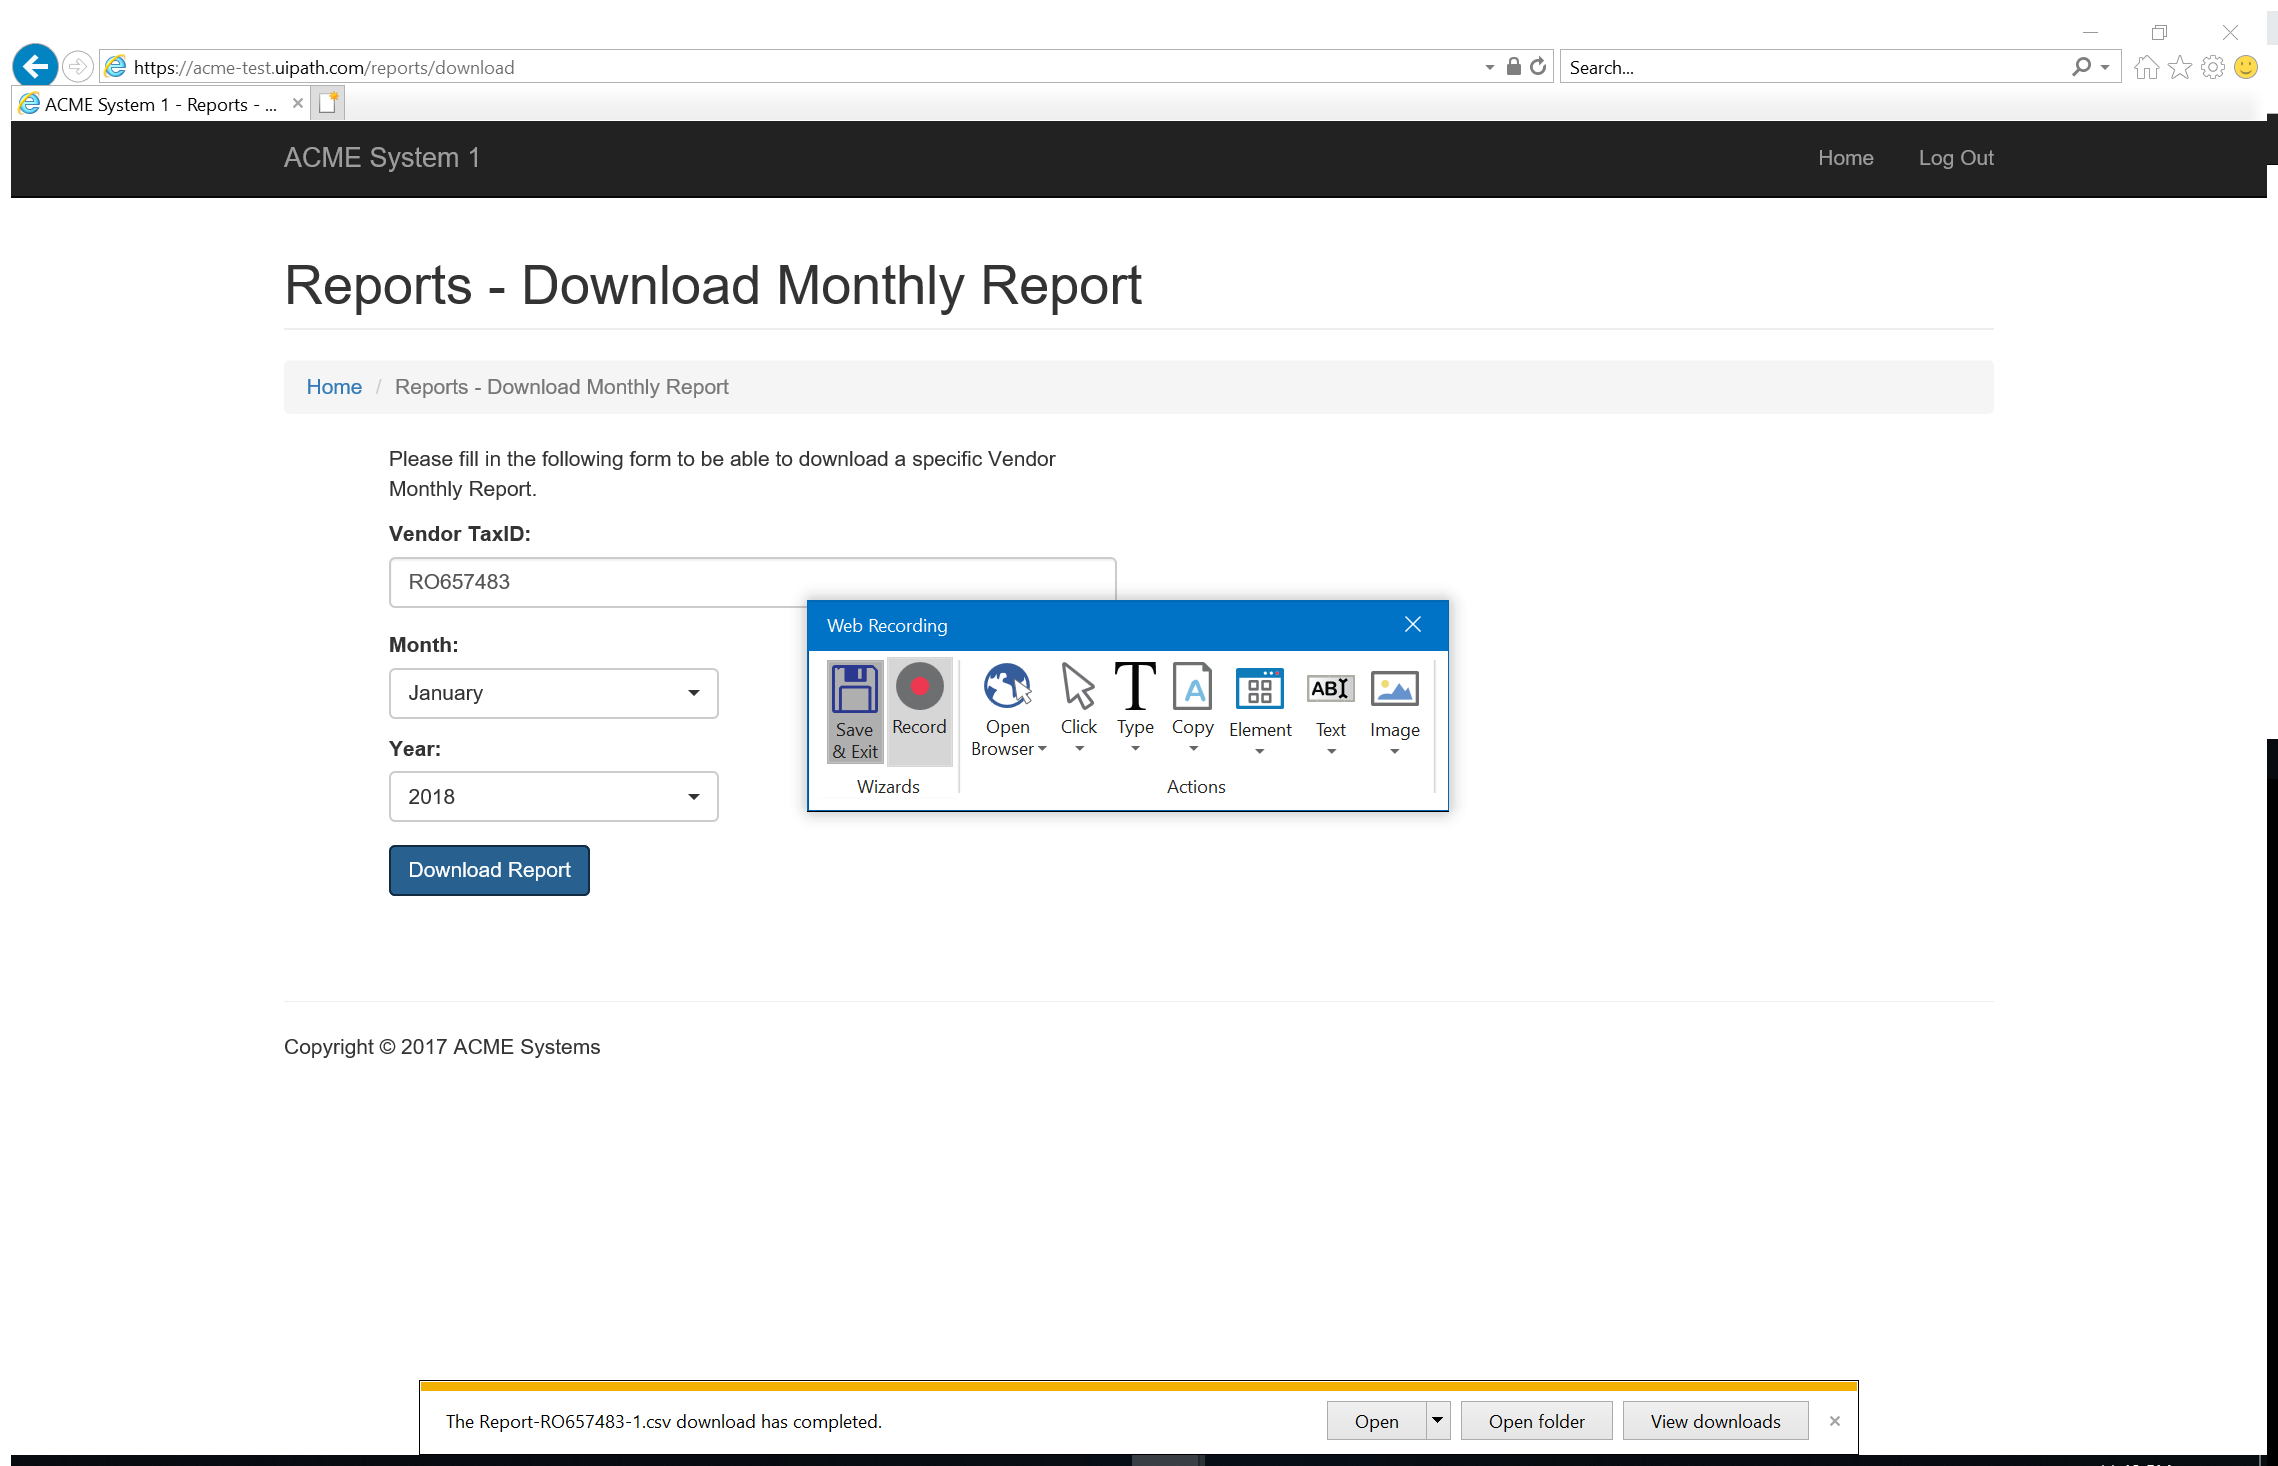 https://acme-test.uipath.com/reports/download
Search...
ACME System 1 - Reports - ...
ACME System 1
Home
Log Out
Reports - Download Monthly Report
Home / Reports - Download Monthly Report
Please fill in the following form to be able to download a specific Vendor
Monthly Report.
Vendor TaxID:
RO657483
Month:
January
Year:
2018
Download Report
Web Recording
Save
& Exit
Record
Open
Browser
Click
Type
Copy
Element
Text
Image
Wizards
Actions
Copyright © 2017 ACME Systems
The Report-RO657483-1.csv download has completed.
Open
Open folder
View downloads